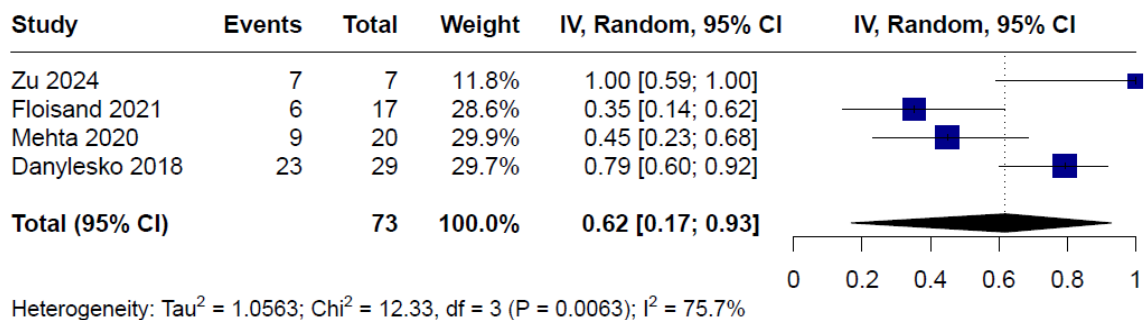 Study Events Total Weight IV, Random, 95% CI IV, Random, 95% CI
Zu 2024 7 7 11.8% 1.00 [0.59; 1.00]
Floisand 2021 6 17 28.6% 0.35 [0.14; 0.62]
Mehta 2020 9 20 29.9% 0.45 [0.23; 0.68]
Danylesko 2018 23 29 29.7% 0.79 [0.60; 0.92]
Total (95% CI) 73 100.0% 0.62 [0.17; 0.93]
0 0.2 0.4 0.6 0.8 1
Heterogeneity: Tau² = 1.0563; Chi² = 12.33, df = 3 (P = 0.0063); I² = 75.7%